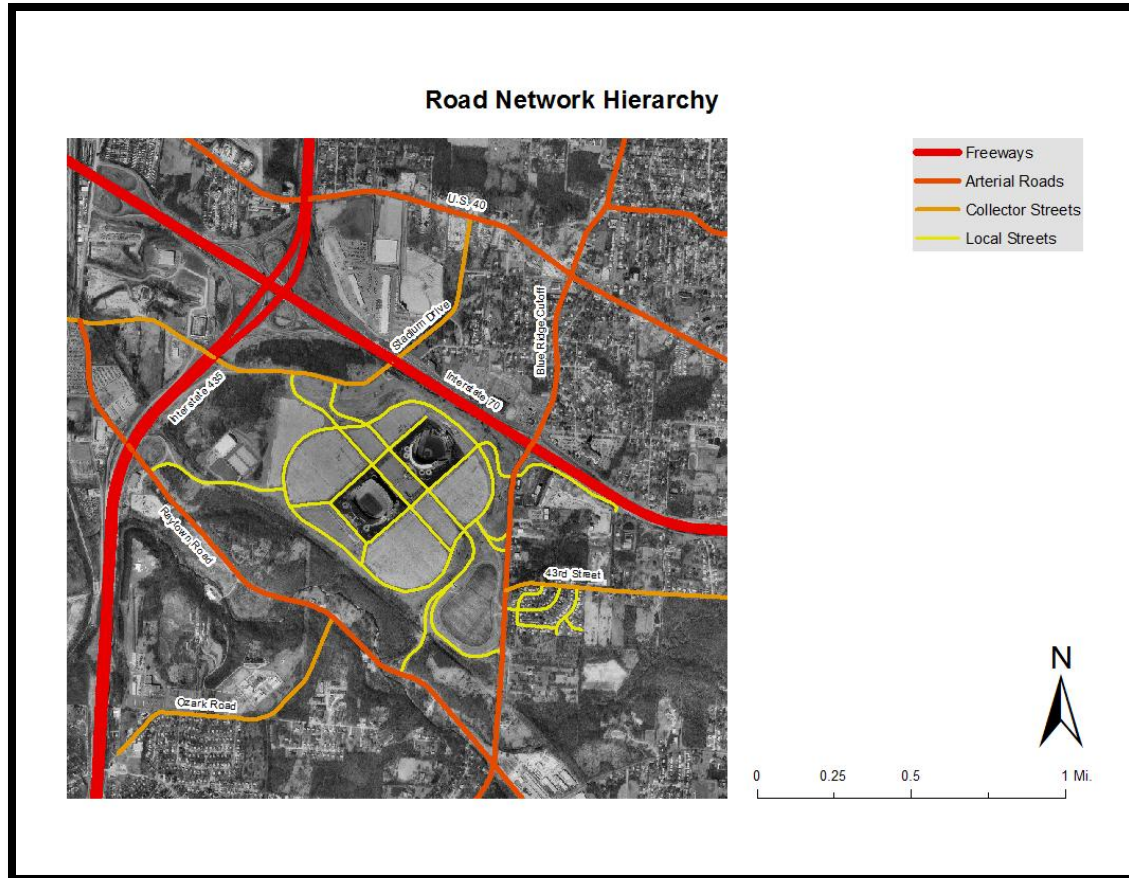 Road Network Hierarchy
Freeways
Arterial Roads
Collector Streets
Local Streets
U.S. 40
Stadium Drive
Blue Ridge Cutoff
Interstate 435
Interstate 70
Raytown Road
43rd Street
Ozark Road
N
0 0.25 0.5 1 Mi.